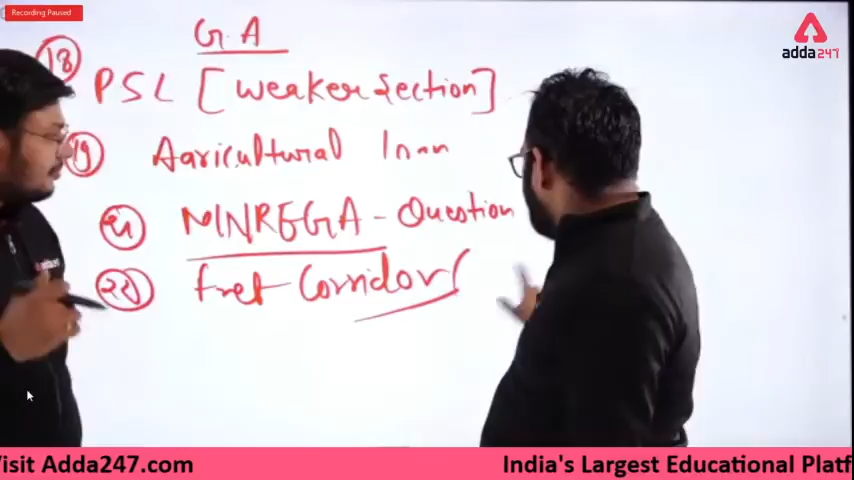 Recording Paused
G.A
adda247
18
PSL [Weaker Section]
19 Agricultural Loan
MNREGA - Question
22 fret Corridor
Visit Adda247.com
India's Largest Educational Platf